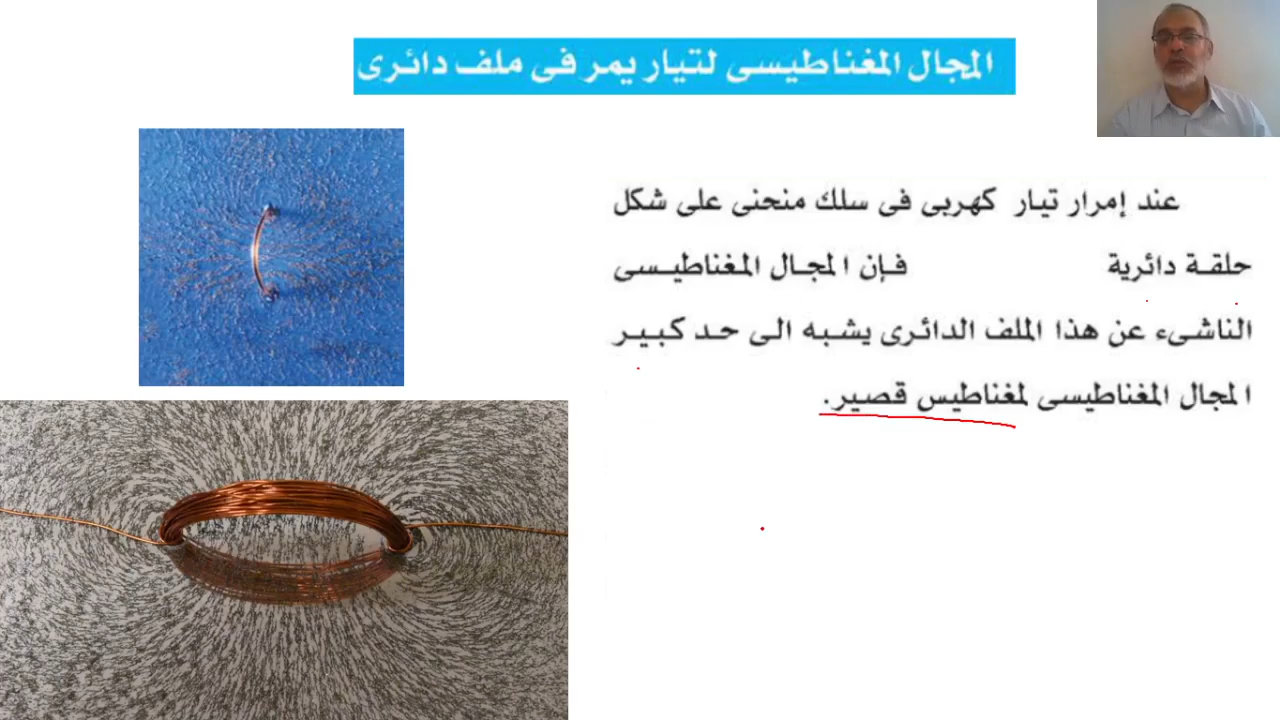 المجال المغناطيسى لتيار يمر فى ملف دائرى
عند إمرار تيار كهربى فى سلك منحنى على شكل
حلقة دائرية فإن المجال المغناطيسى
الناشىء عن هذا الملف الدائرى يشبه الى حد كبير
المجال المغناطيسى لمغناطيس قصير.